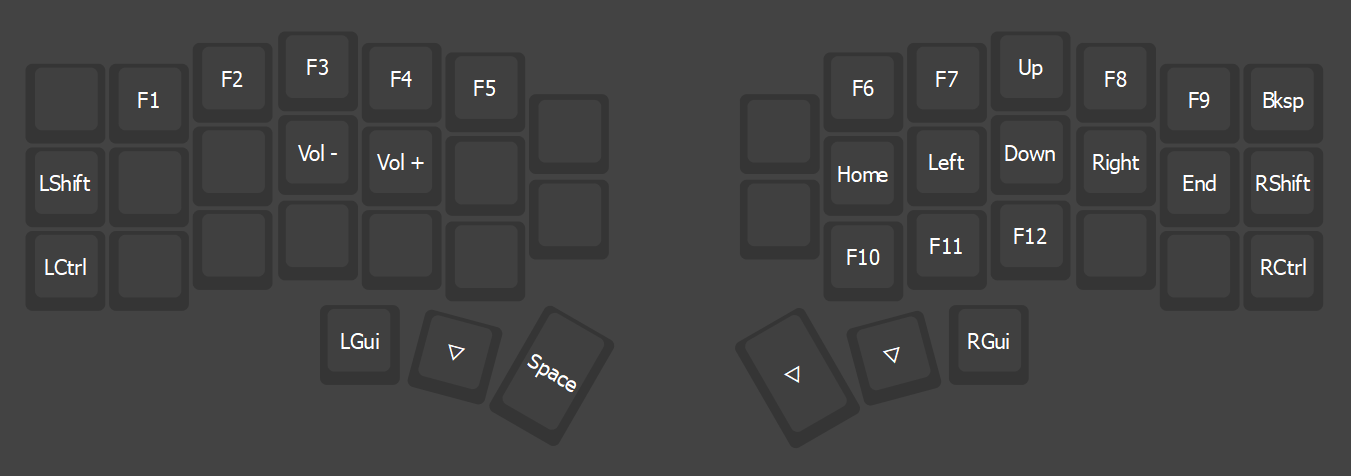 F1 F2 F3 F4 F5 F6 F7 Up F8 F9 Bksp
LShift Vol - Vol + Home Left Down Right End RShift
LCtrl F10 F11 F12 RCtrl
LGui ▽ Space ◁ ▽ RGui